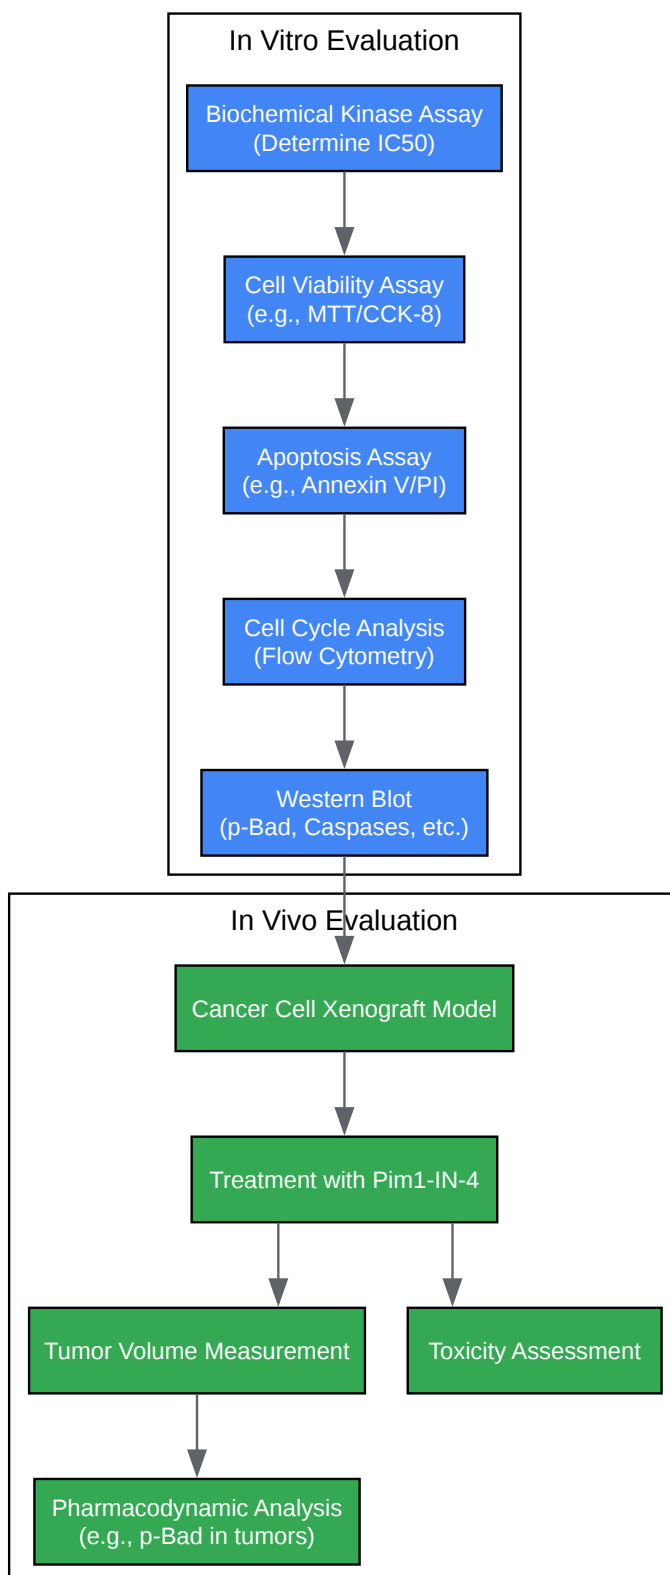 In Vitro Evaluation
Biochemical Kinase Assay
(Determine IC50)
Cell Viability Assay
(e.g., MTT/CCK-8)
Apoptosis Assay
(e.g., Annexin V/PI)
Cell Cycle Analysis
(Flow Cytometry)
Western Blot
(p-Bad, Caspases, etc.)
In Vivo Evaluation
Cancer Cell Xenograft Model
Treatment with Pim1-IN-4
Tumor Volume Measurement
Toxicity Assessment
Pharmacodynamic Analysis
(e.g., p-Bad in tumors)